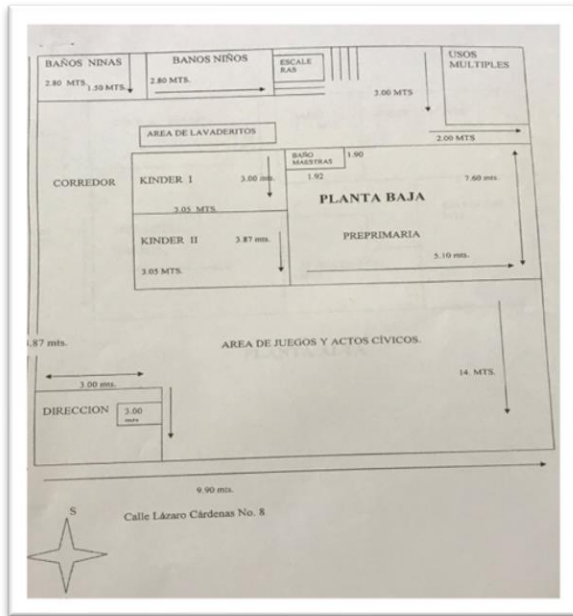 BAÑOS NINAS
2.80 MTS.
1.50 MTS.
BANOS NIÑOS
2.80 MTS.
ESCALE
RAS
3.00 MTS
USOS
MULTIPLES
2.00 MTS
AREA DE LAVADERITOS
CORREDOR
KINDER I
3.00 mts.
3.05 MTS.
BAÑO
MAESTRAS
1.90
1.92
7.60 mts.
PLANTA BAJA
PREPRIMARIA
5.10 mts.
KINDER II
3.87 mts.
3.05 MTS.
.87 mts.
AREA DE JUEGOS Y ACTOS CÍVICOS.
14. MTS.
3.00 mts.
DIRECCION
3.00
mts
9.90 mts.
S
Calle Lázaro Cárdenas No. 8